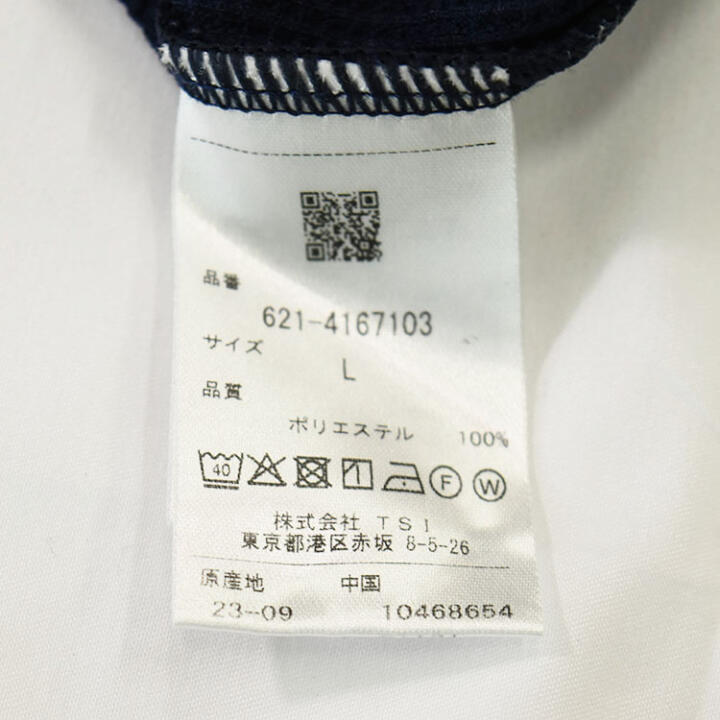 品番
621-4167103
サイズ
L
品質
ポリエステル 100%
40
F W
株式会社 TSI
東京都港区赤坂 8-5-26
原産地 中国
23-09 10468654